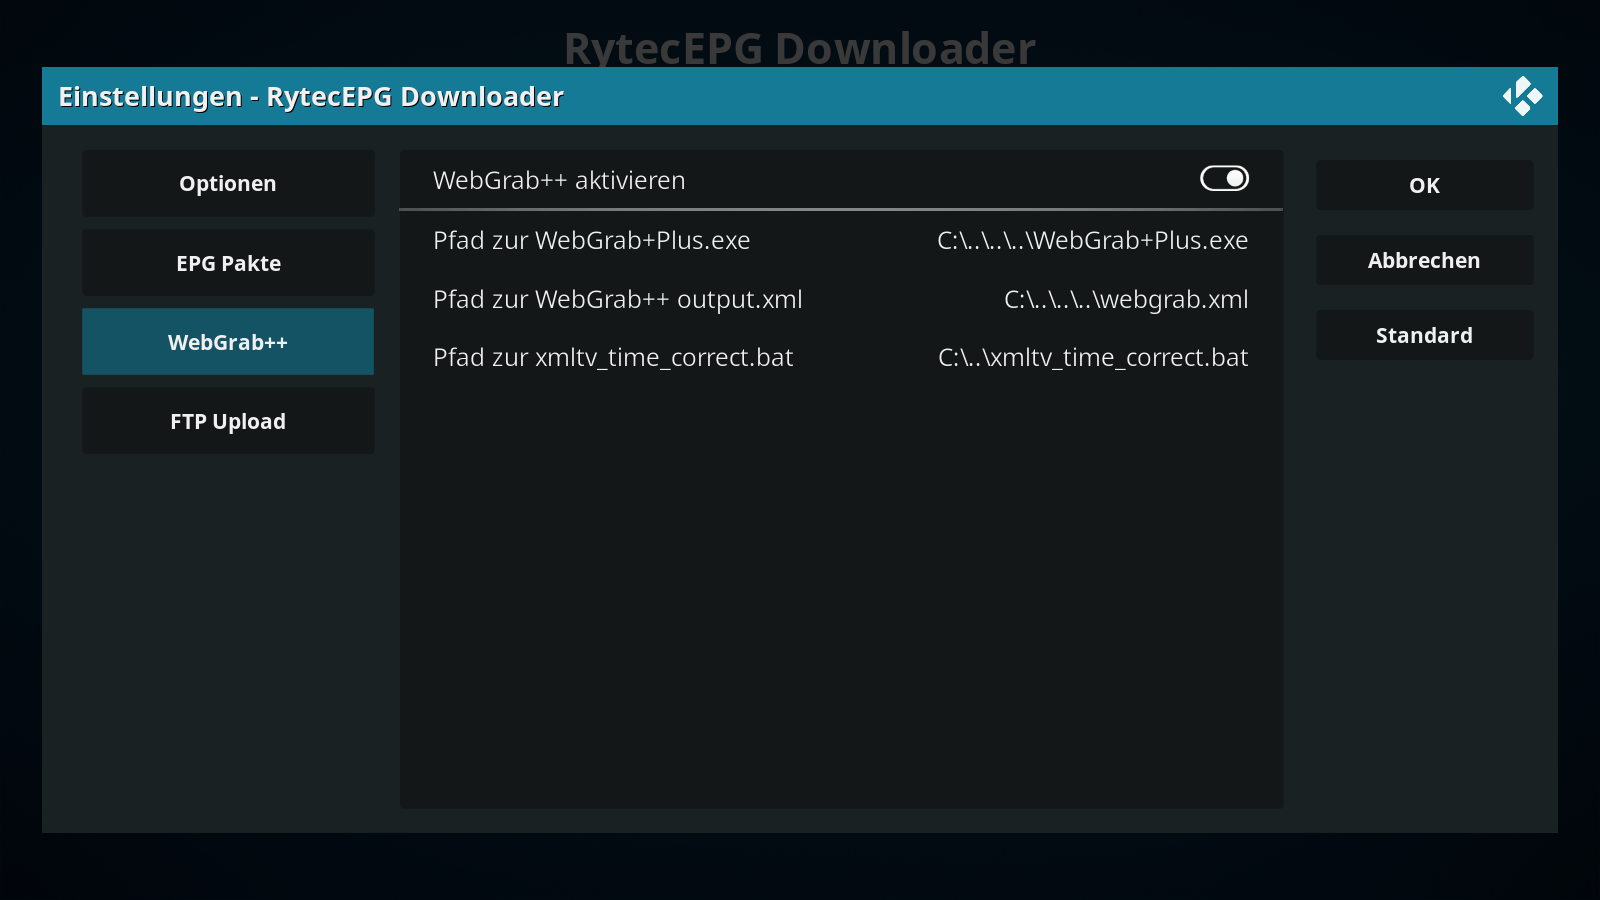 RytecEPG Downloader
Einstellungen - RytecEPG Downloader
Optionen
EPG Pakte
WebGrab++
FTP Upload
WebGrab++ aktivieren
Pfad zur WebGrab+Plus.exe C:\..\..\..\WebGrab+Plus.exe
Pfad zur WebGrab++ output.xml C:\..\..\..\webgrab.xml
Pfad zur xmltv_time_correct.bat C:\..\xmltv_time_correct.bat
OK
Abbrechen
Standard